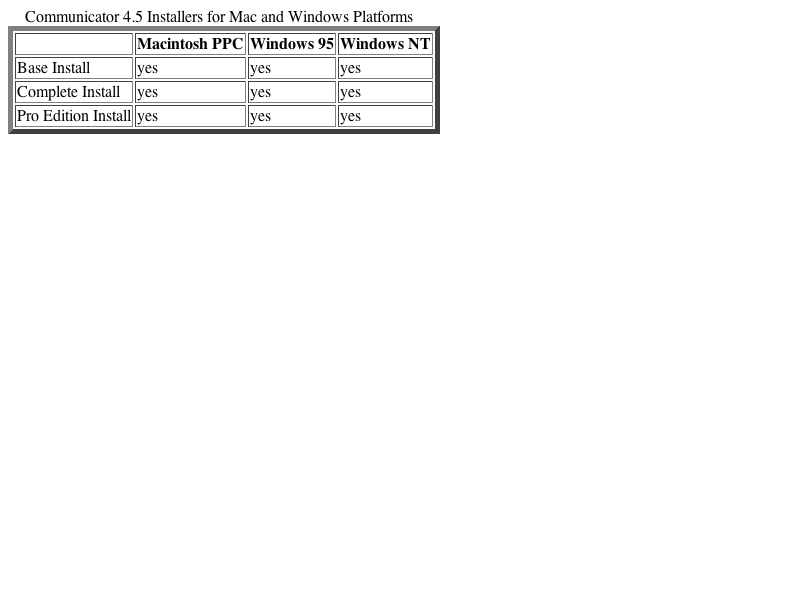 Communicator 4.5 Installers for Mac and Windows Platforms
Macintosh PPC Windows 95 Windows NT
Base Install yes yes yes
Complete Install yes yes yes
Pro Edition Install yes yes yes